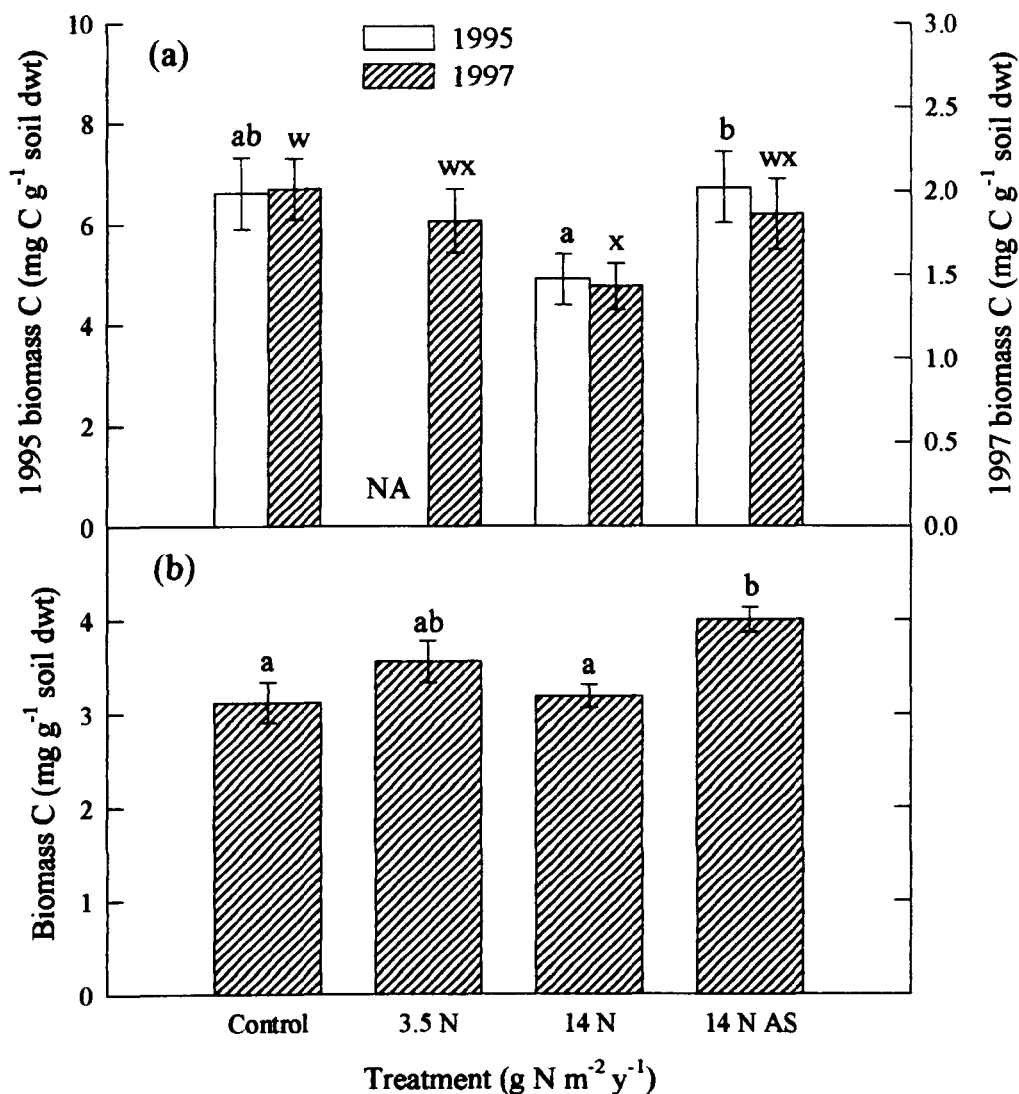 (a)
1995
1997
1995 biomass C (mg C g⁻¹ soil dwt)
10
8
6
4
2
0
1997 biomass C (mg C g⁻¹ soil dwt)
3.0
2.5
2.0
1.5
1.0
0.5
0.0
ab w
wx
a x
b wx
NA
(b)
Biomass C (mg g⁻¹ soil dwt)
4
3
2
1
0
a
ab
a
b
Control 3.5 N 14 N 14 N AS
Treatment (g N m⁻² y⁻¹)